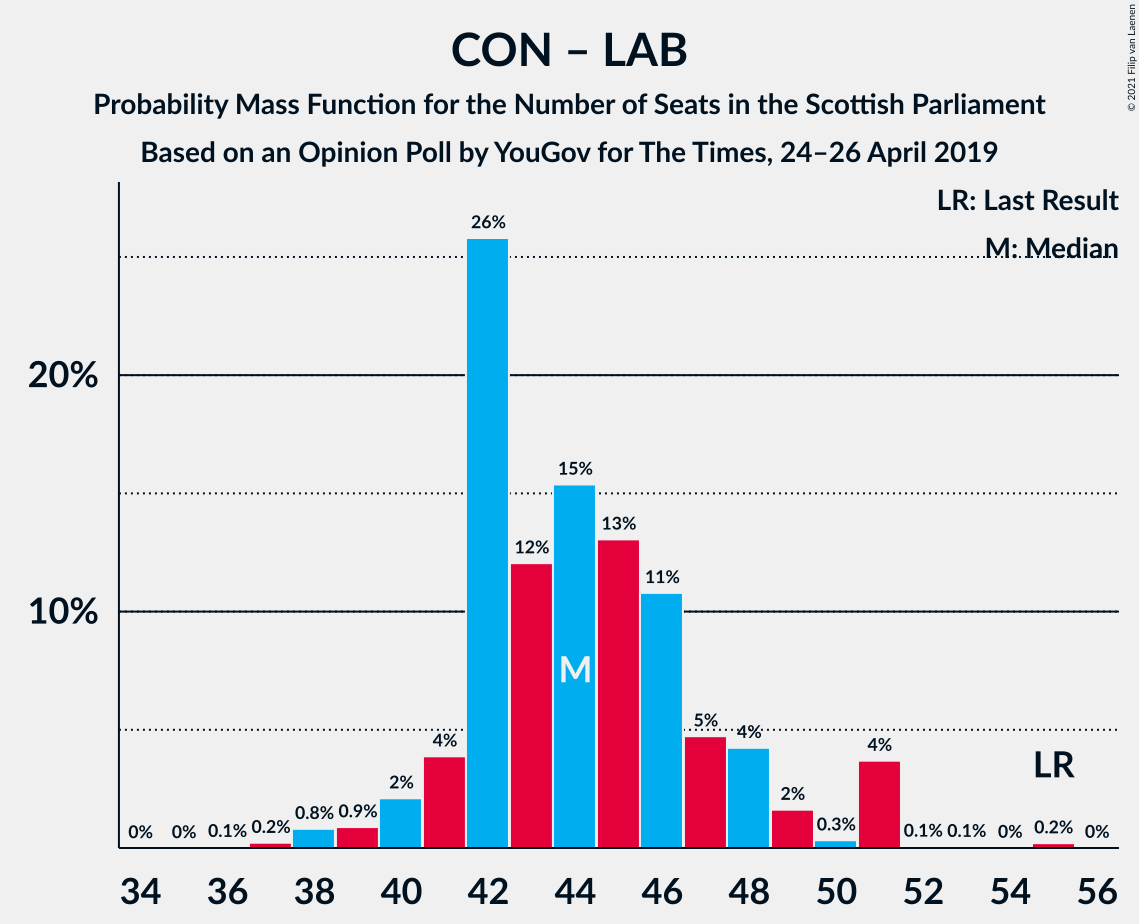 © 2021 Filip van Laenen
CON – LAB
Probability Mass Function for the Number of Seats in the Scottish Parliament
Based on an Opinion Poll by YouGov for The Times, 24–26 April 2019
LR: Last Result
M: Median
20%
10%
0% 0% 0.1% 0.2% 0.8% 0.9% 2% 4% 26% 12% 15% 13% 11% 5% 4% 2% 0.3% 4% 0.1% 0.1% 0% 0.2% 0%
M
LR
34 36 38 40 42 44 46 48 50 52 54 56